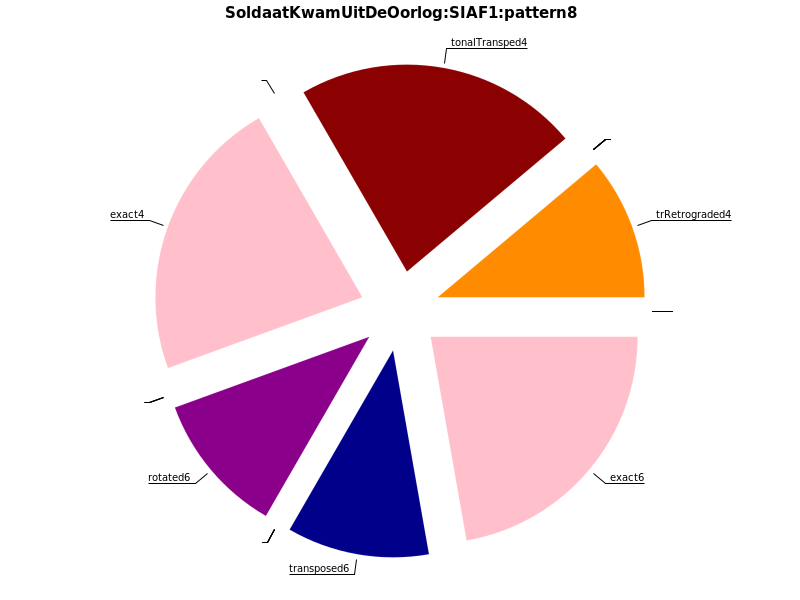 SoldaatKwamUitDeOorlog:SIAF1:pattern8
tonalTransped4
exact4
trRetrograded4
rotated6
exact6
transposed6